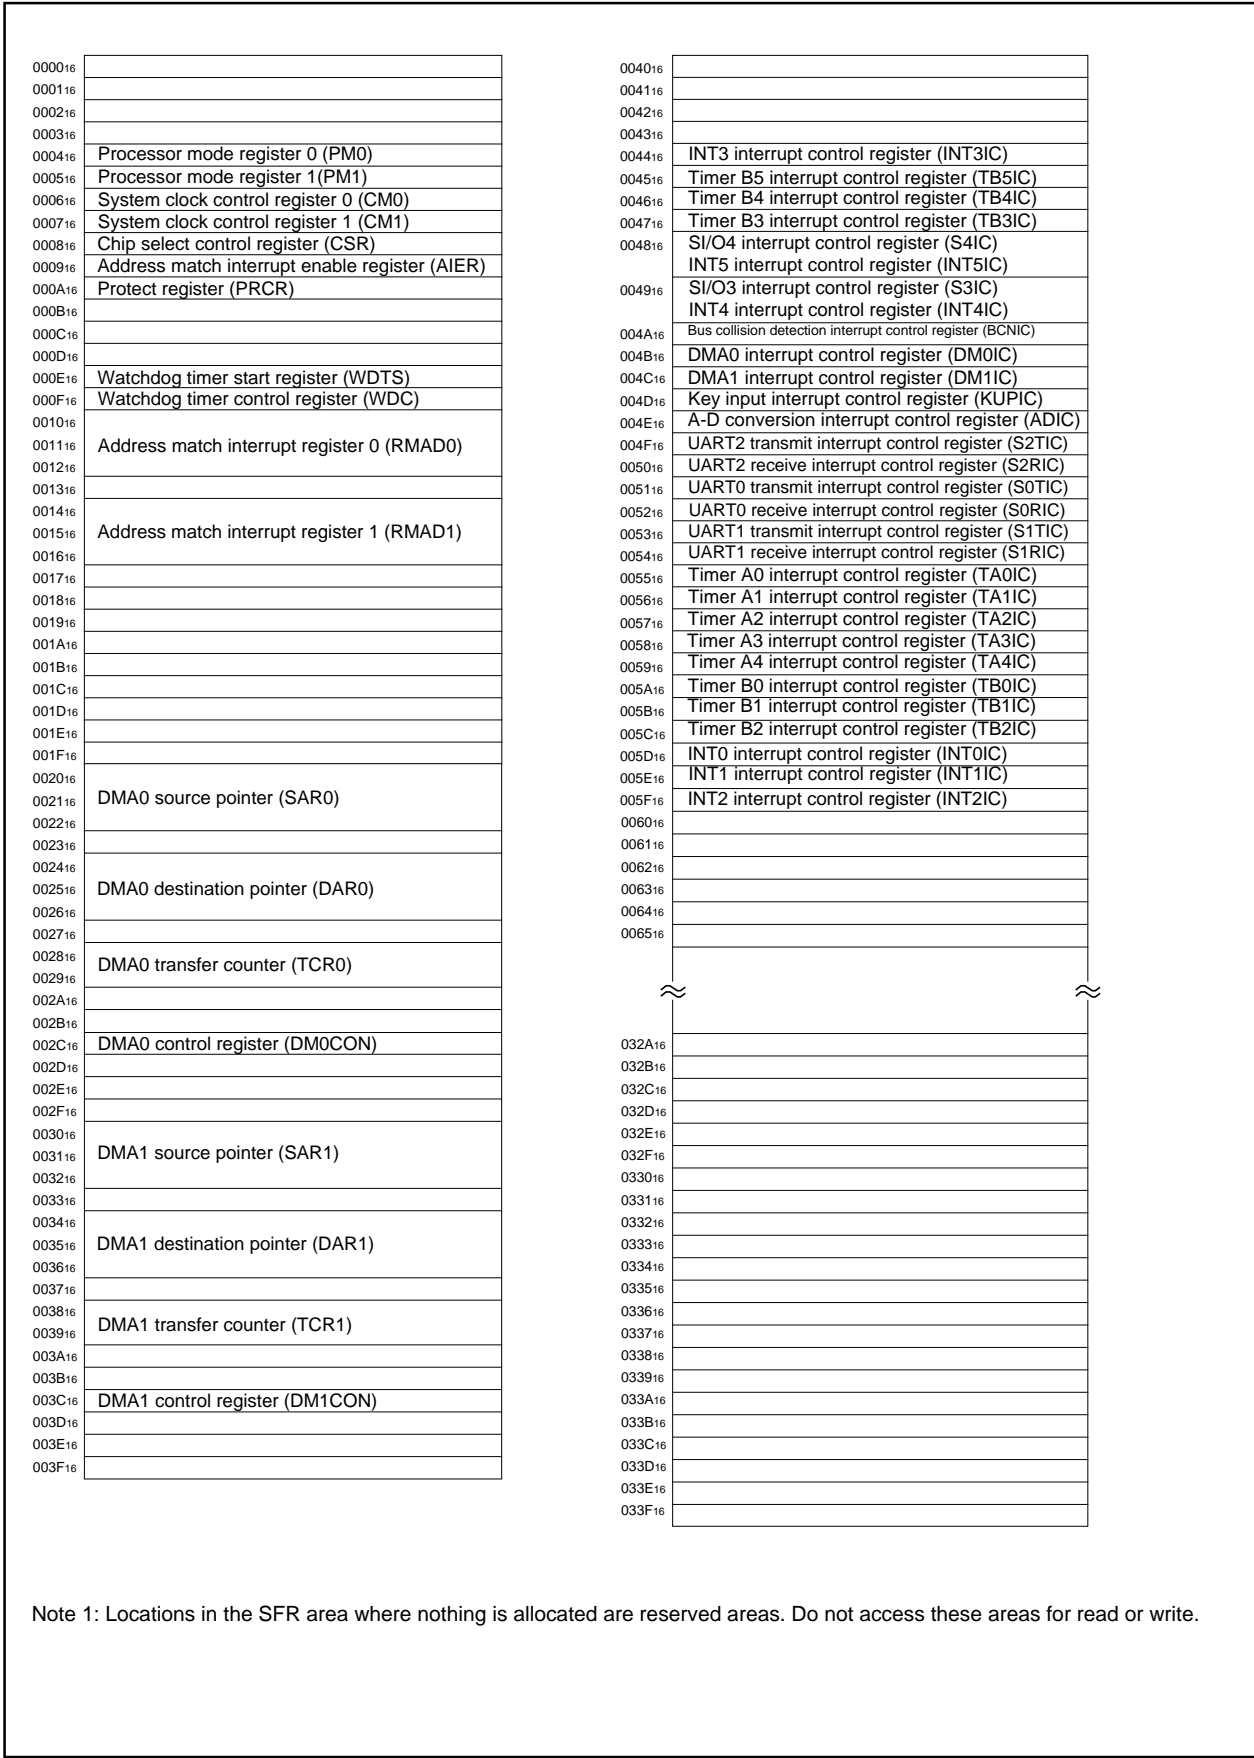 000016
000116
000216
000316
000416 Processor mode register 0 (PM0)
000516 Processor mode register 1(PM1)
000616 System clock control register 0 (CM0)
000716 System clock control register 1 (CM1)
000816 Chip select control register (CSR)
000916 Address match interrupt enable register (AIER)
000A16 Protect register (PRCR)
000B16
000C16
000D16
000E16 Watchdog timer start register (WDTS)
000F16 Watchdog timer control register (WDC)
001016
001116 Address match interrupt register 0 (RMAD0)
001216
001316
001416
001516 Address match interrupt register 1 (RMAD1)
001616
001716
001816
001916
001A16
001B16
001C16
001D16
001E16
001F16
002016
002116 DMA0 source pointer (SAR0)
002216
002316
002416
002516 DMA0 destination pointer (DAR0)
002616
002716
002816
DMA0 transfer counter (TCR0)
002916
002A16
002B16
002C16 DMA0 control register (DM0CON)
002D16
002E16
002F16
003016
003116 DMA1 source pointer (SAR1)
003216
003316
003416
003516 DMA1 destination pointer (DAR1)
003616
003716
003816
DMA1 transfer counter (TCR1)
003916
003A16
003B16
003C16 DMA1 control register (DM1CON)
003D16
003E16
003F16
004016
004116
004216
004316
004416 INT3 interrupt control register (INT3IC)
004516 Timer B5 interrupt control register (TB5IC)
004616 Timer B4 interrupt control register (TB4IC)
004716 Timer B3 interrupt control register (TB3IC)
004816 SI/O4 interrupt control register (S4IC)
INT5 interrupt control register (INT5IC)
004916 SI/O3 interrupt control register (S3IC)
INT4 interrupt control register (INT4IC)
004A16 Bus collision detection interrupt control register (BCNIC)
004B16 DMA0 interrupt control register (DM0IC)
004C16 DMA1 interrupt control register (DM1IC)
004D16 Key input interrupt control register (KUPIC)
004E16 A-D conversion interrupt control register (ADIC)
004F16 UART2 transmit interrupt control register (S2TIC)
005016 UART2 receive interrupt control register (S2RIC)
005116 UART0 transmit interrupt control register (S0TIC)
005216 UART0 receive interrupt control register (S0RIC)
005316 UART1 transmit interrupt control register (S1TIC)
005416 UART1 receive interrupt control register (S1RIC)
005516 Timer A0 interrupt control register (TA0IC)
005616 Timer A1 interrupt control register (TA1IC)
005716 Timer A2 interrupt control register (TA2IC)
005816 Timer A3 interrupt control register (TA3IC)
005916 Timer A4 interrupt control register (TA4IC)
005A16 Timer B0 interrupt control register (TB0IC)
005B16 Timer B1 interrupt control register (TB1IC)
005C16 Timer B2 interrupt control register (TB2IC)
005D16 INT0 interrupt control register (INT0IC)
005E16 INT1 interrupt control register (INT1IC)
005F16 INT2 interrupt control register (INT2IC)
006016
006116
006216
006316
006416
006516
032A16
032B16
032C16
032D16
032E16
032F16
033016
033116
033216
033316
033416
033516
033616
033716
033816
033916
033A16
033B16
033C16
033D16
033E16
033F16
Note 1: Locations in the SFR area where nothing is allocated are reserved areas. Do not access these areas for read or write.